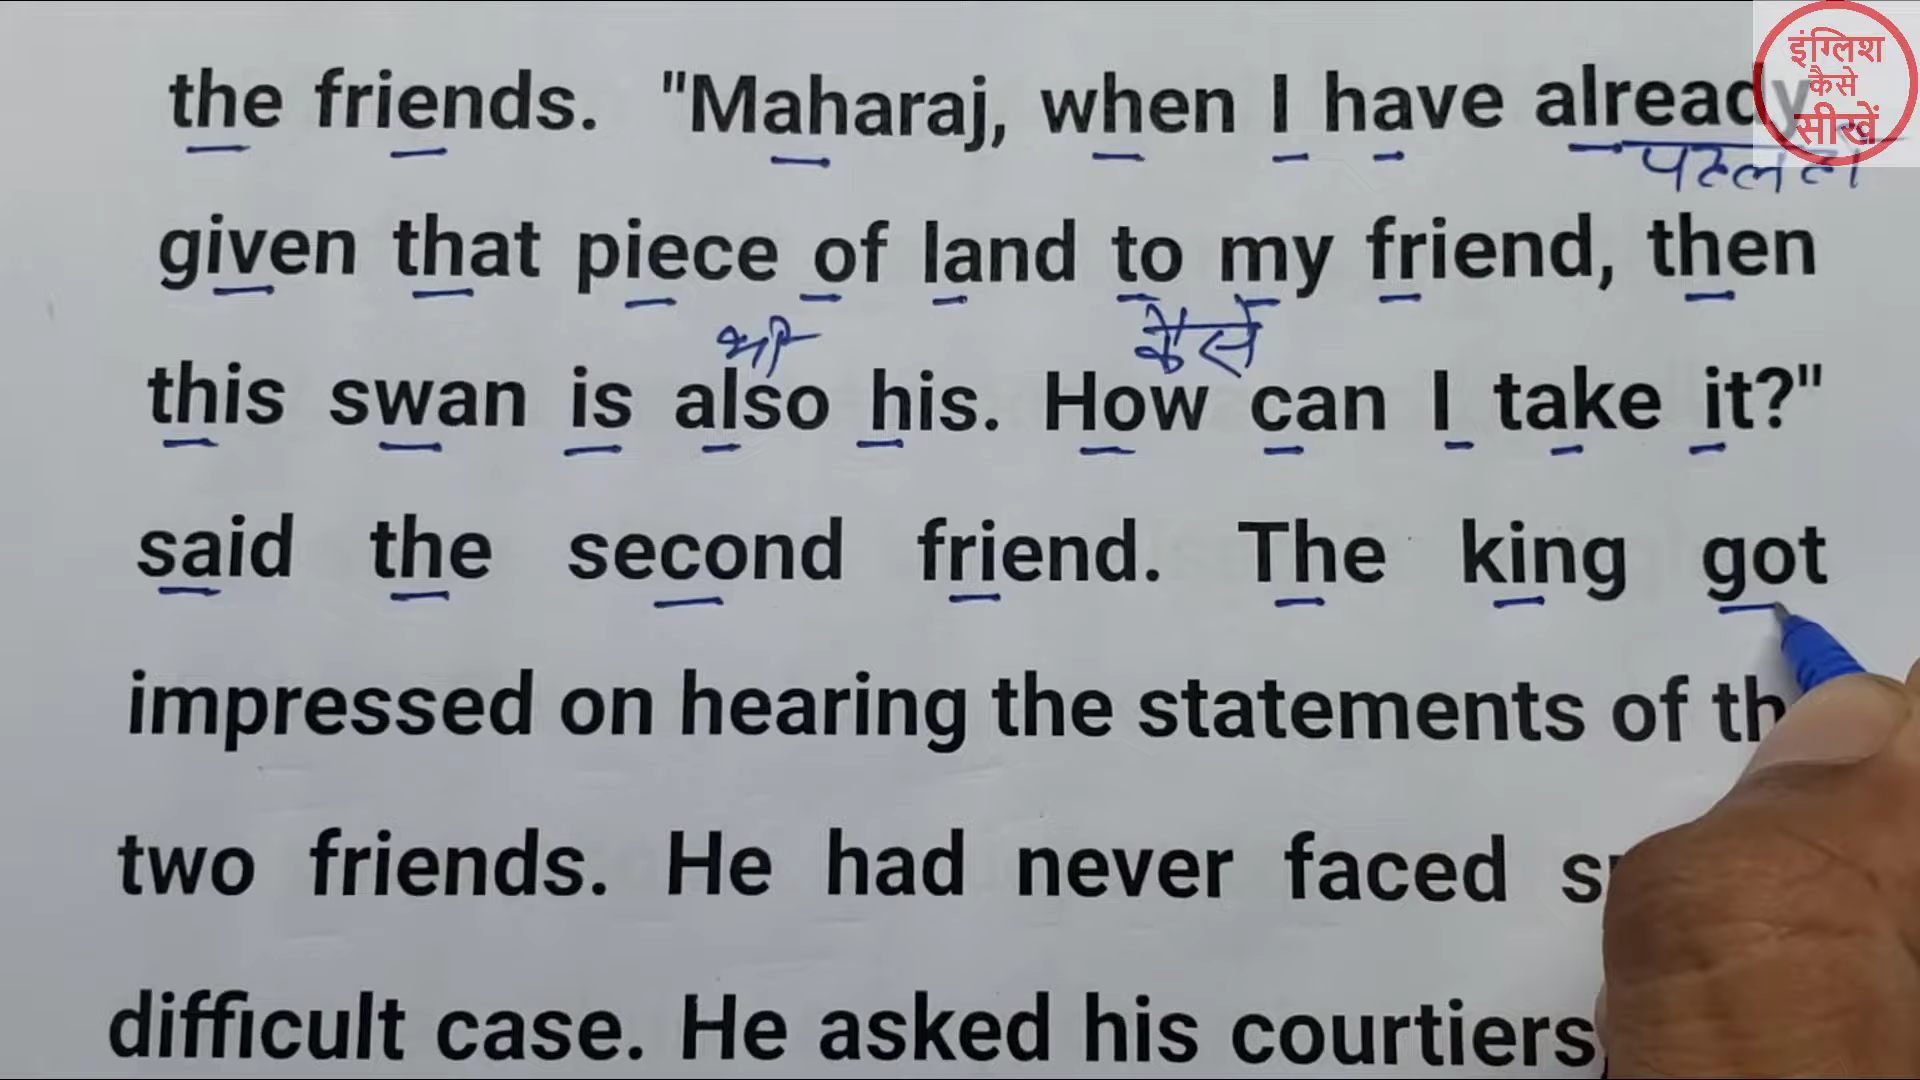 इंग्लिश
कैसे
सीखें
the friends. "Maharaj, when I have already
पहले ही
given that piece of land to my friend, then
भी कैसे
this swan is also his. How can I take it?"
said the second friend. The king got
impressed on hearing the statements of
two friends. He had never faced
difficult case. He asked his courtiers